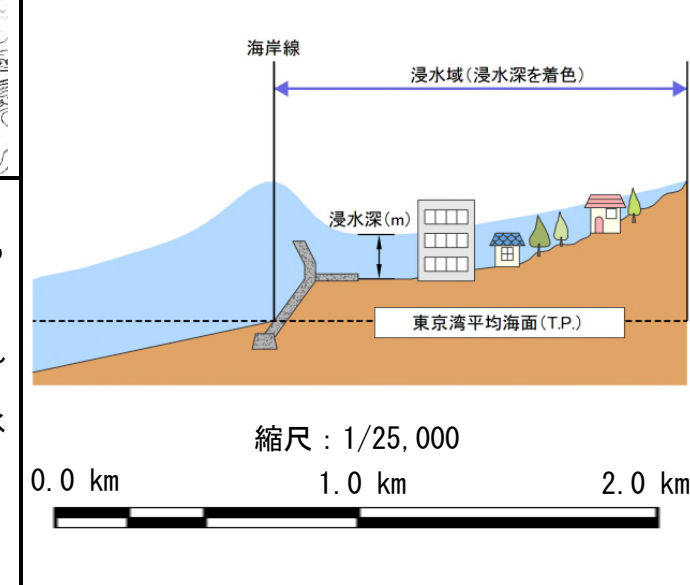 海岸線
浸水域(浸水深を着色)
浸水深(m)
東京湾平均海面(T.P.)
縮尺：1/25,000
0.0 km 1.0 km 2.0 km